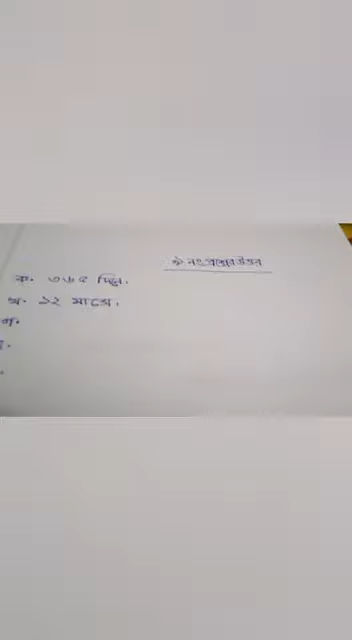 নং প্রশ্নের উত্তর
ক. ৩৬৫ দিনে.
খ. ১২ মাসে.
গ.